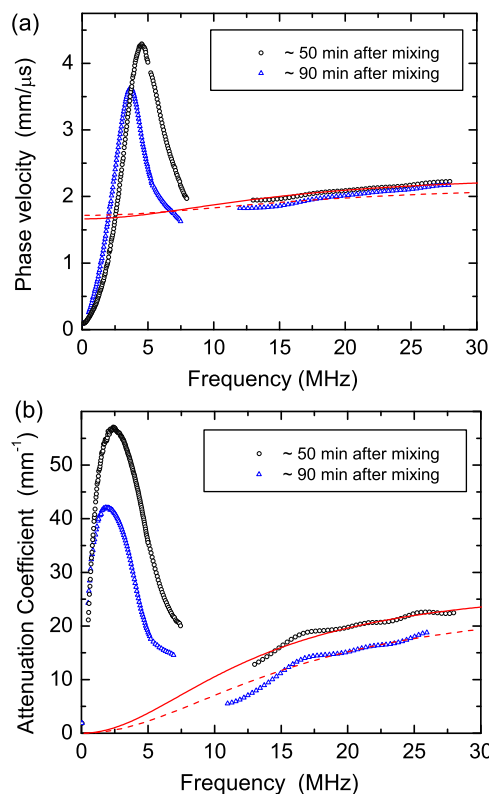 (a)
~ 50 min after mixing
~ 90 min after mixing
Phase velocity (mm/μs)
4
3
2
1
0
0 5 10 15 20 25 30
Frequency (MHz)
(b)
~ 50 min after mixing
~ 90 min after mixing
Attenuation Coefficient (mm⁻¹)
50
40
30
20
10
0
0 5 10 15 20 25 30
Frequency (MHz)